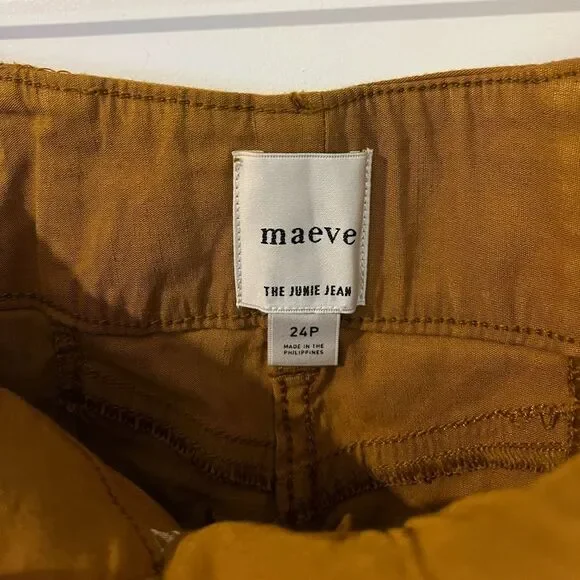 maeve
THE JUNIE JEAN
24P
MADE IN THE
PHILIPPINES